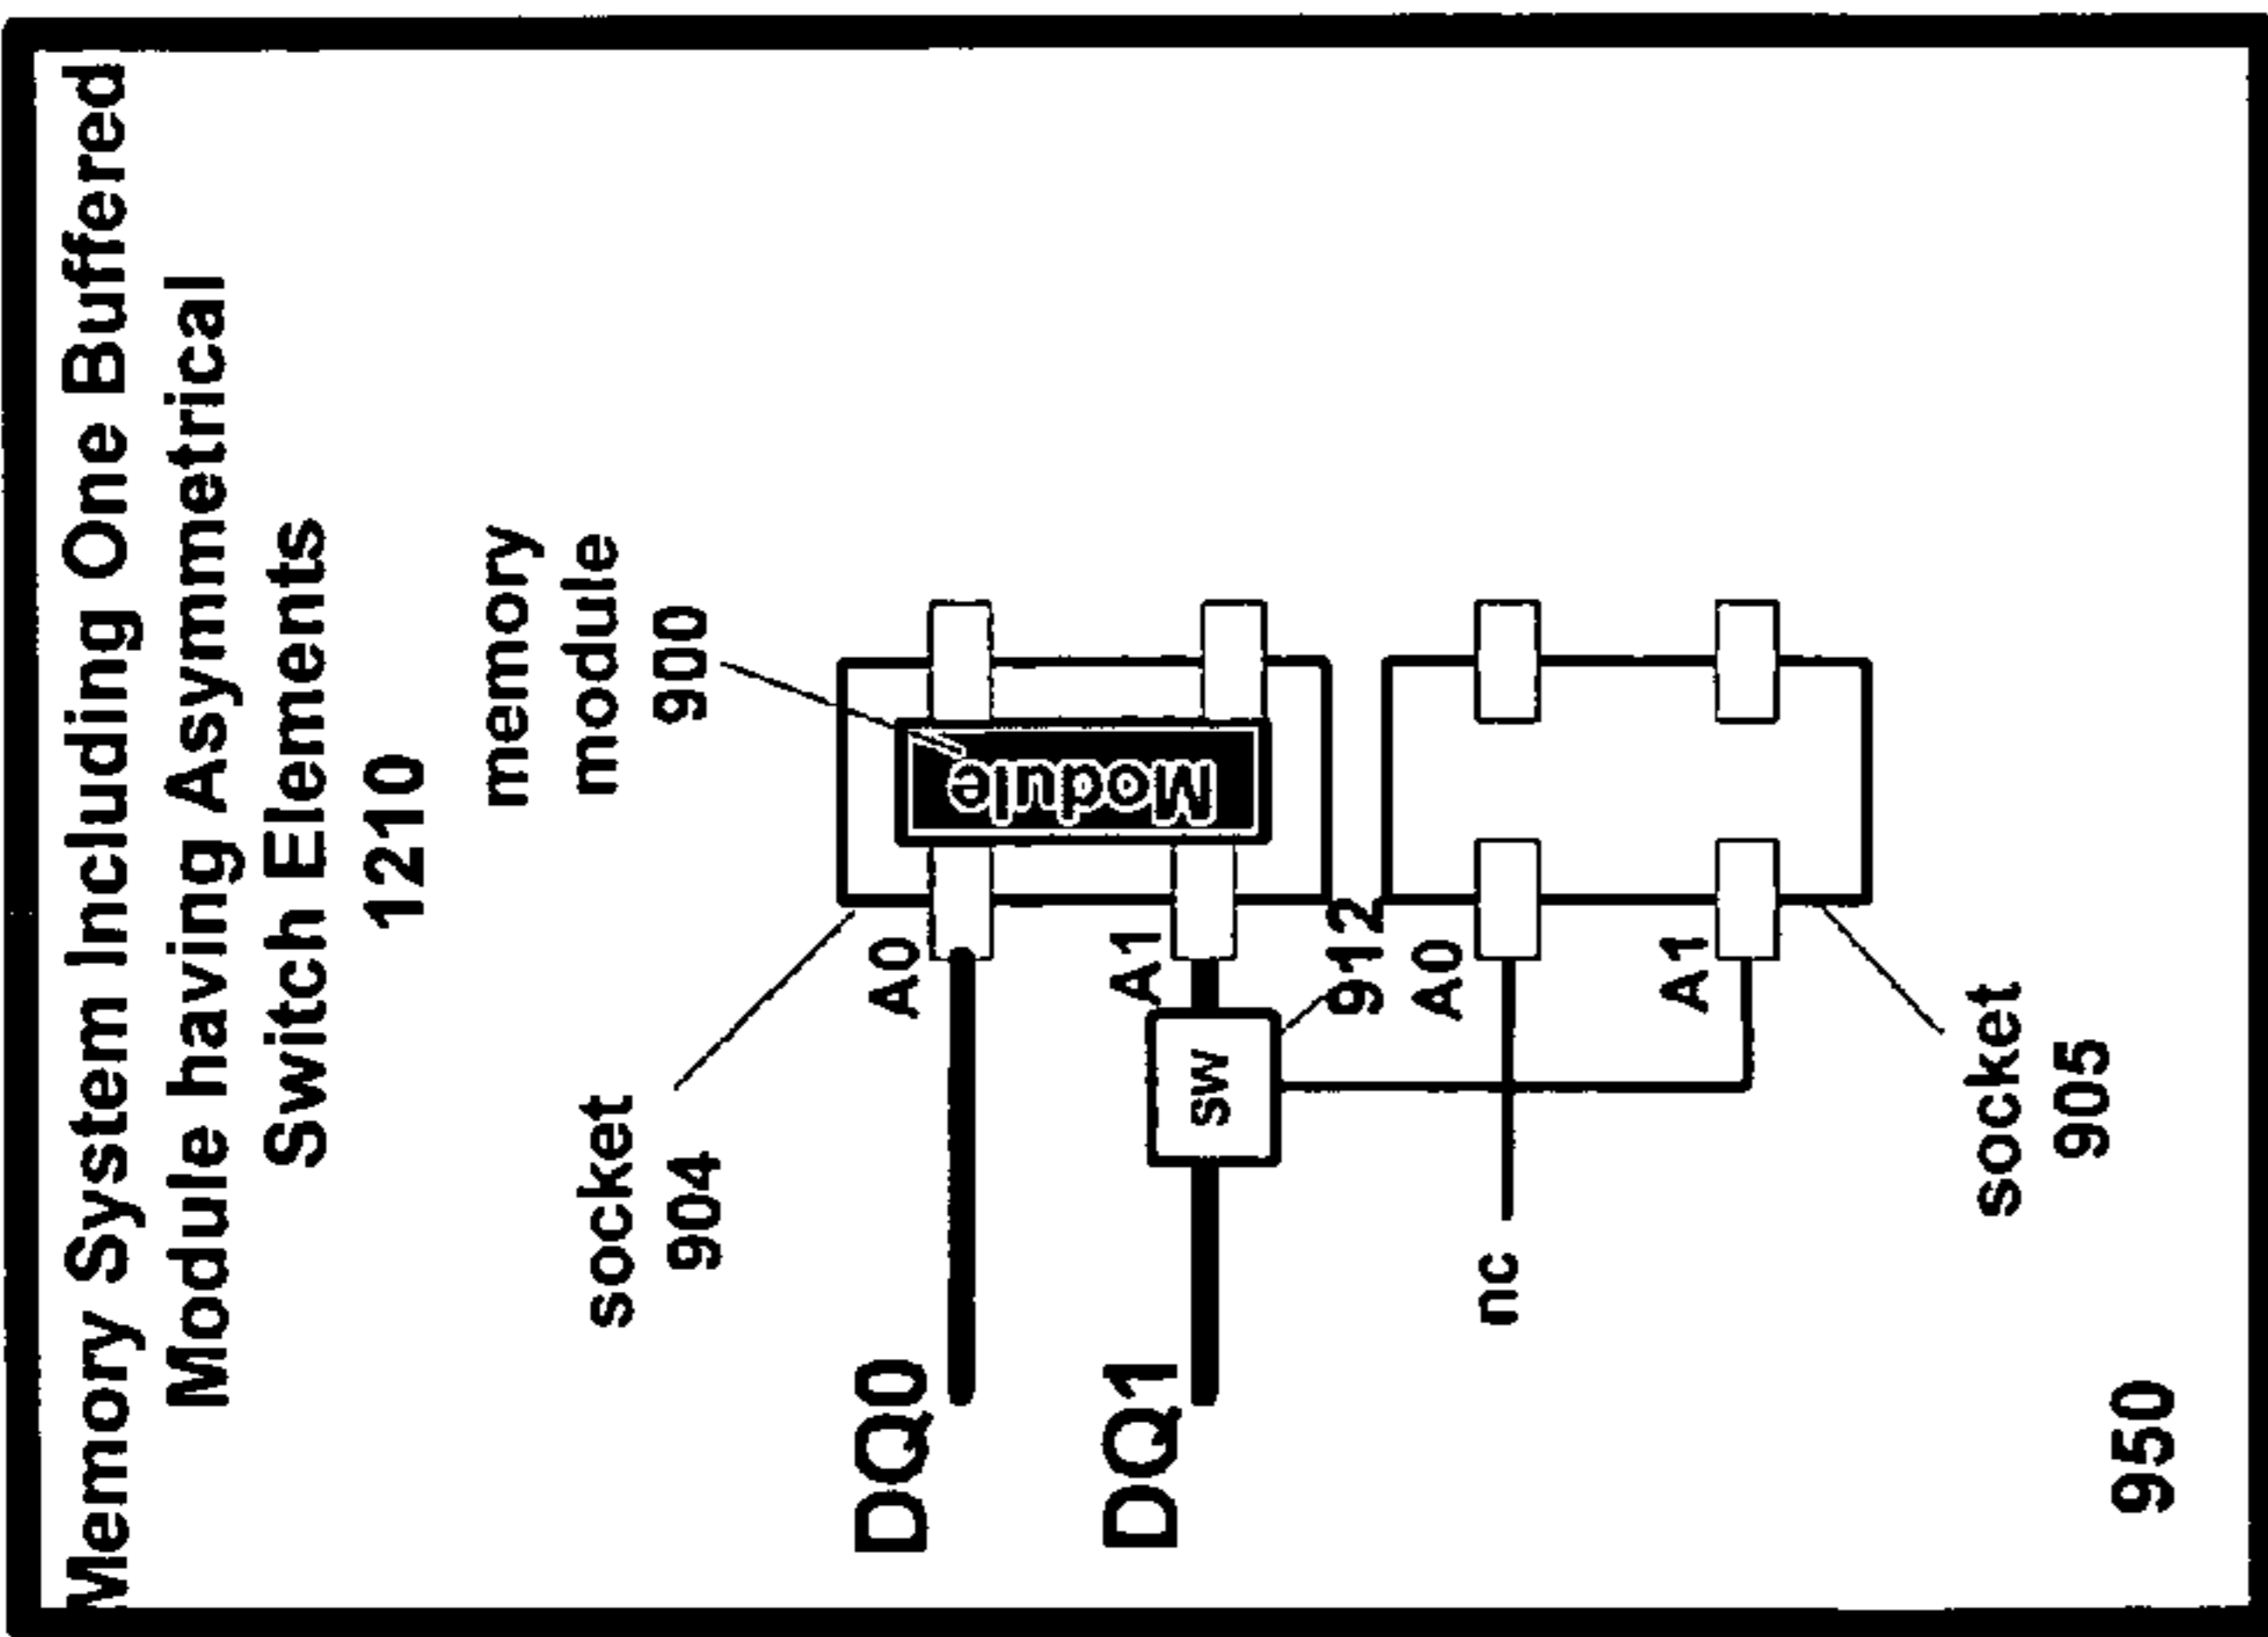 Memory System Including One Buffered
Module having Asymmetrical
Switch Elements
1210
memory
module
900
socket
904
DQ0
A0
Module
DQ1
sw
A1
912
nc
A0
A1
socket
905
950